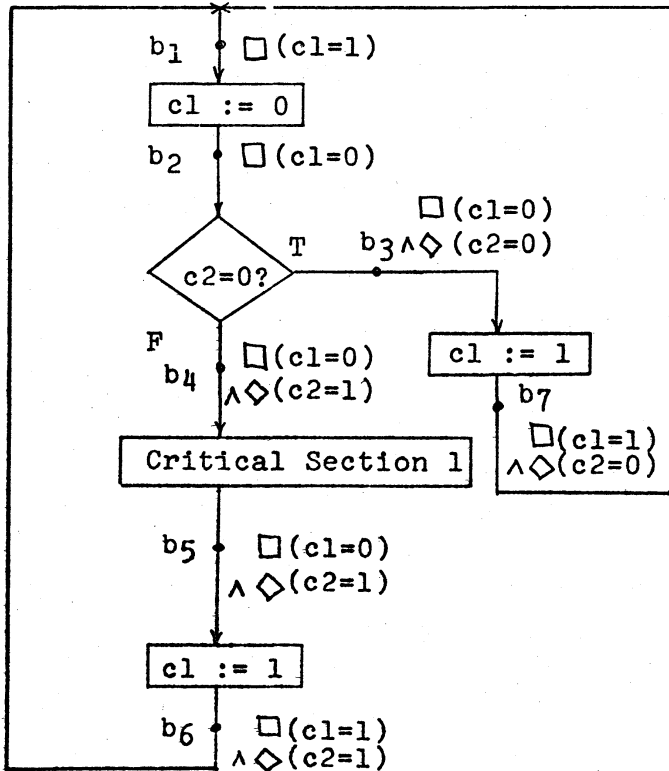 b1 □(c1=1)
c1 := 0
b2 □(c1=0)
□(c1=0)
T b3 ∧◇(c2=0)
c2=0?
F □(c1=0)
b4 ∧◇(c2=1)
c1 := 1
b7
□(c1=1)
∧◇(c2=0)
Critical Section 1
b5 □(c1=0)
∧◇(c2=1)
c1 := 1
b6 □(c1=1)
∧◇(c2=1)